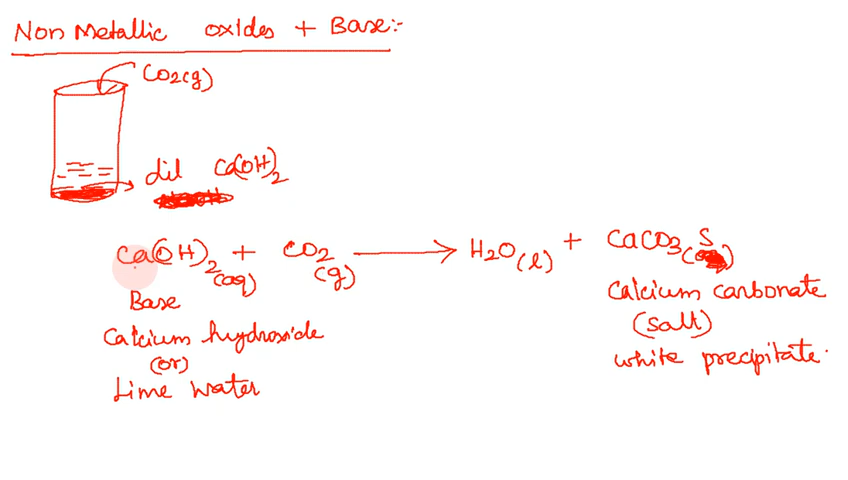 Non Metallic oxides + Base:-
CO2(g)
dil Ca(OH)2
Ca(OH)2 (aq) + CO2 (g) → H2O(l) + CaCO3 S
Base
Calcium hydroxide
(or)
Lime water
Calcium carbonate
(salt)
white precipitate.